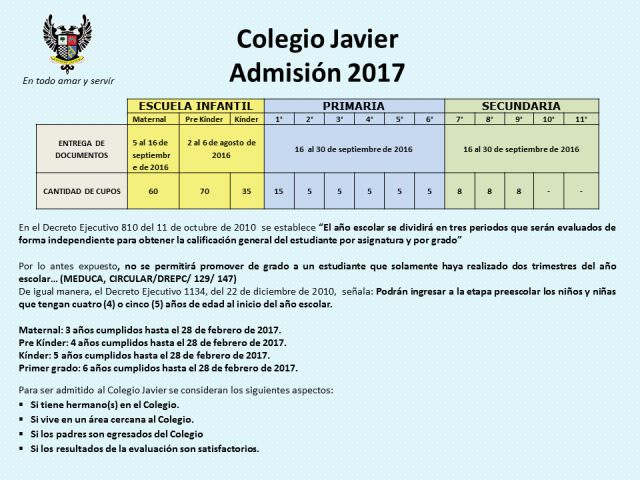 Colegio Javier
Admisión 2017
En todo amar y servir
ESCUELA INFANTIL PRIMARIA SECUNDARIA
Maternal Pre Kínder Kínder 1° 2° 3° 4° 5° 6° 7° 8° 9° 10° 11°
ENTREGA DE DOCUMENTOS 5 al 16 de septiembre de 2016 2 al 6 de agosto de 2016 16 al 30 de septiembre de 2016 16 al 30 de septiembre de 2016
CANTIDAD DE CUPOS 60 70 35 15 5 5 5 5 5 8 8 8 - -
En el Decreto Ejecutivo 810 del 11 de octubre de 2010 se establece “El año escolar se dividirá en tres periodos que serán evaluados de
forma independiente para obtener la calificación general del estudiante por asignatura y por grado”
Por lo antes expuesto, no se permitirá promover de grado a un estudiante que solamente haya realizado dos trimestres del año
escolar... (MEDUCA, CIRCULAR/DREPC/ 129/ 147)
De igual manera, el Decreto Ejecutivo 1134, del 22 de diciembre de 2010, señala: Podrán ingresar a la etapa preescolar los niños y niñas
que tengan cuatro (4) o cinco (5) años de edad al inicio del año escolar.
Maternal: 3 años cumplidos hasta el 28 de febrero de 2017.
Pre Kínder: 4 años cumplidos hasta el 28 de febrero de 2017.
Kínder: 5 años cumplidos hasta el 28 de febrero de 2017.
Primer grado: 6 años cumplidos hasta el 28 de febrero de 2017.
Para ser admitido al Colegio Javier se consideran los siguientes aspectos:
▪ Si tiene hermano(s) en el Colegio.
▪ Si vive en un área cercana al Colegio.
▪ Si los padres son egresados del Colegio
▪ Si los resultados de la evaluación son satisfactorios.